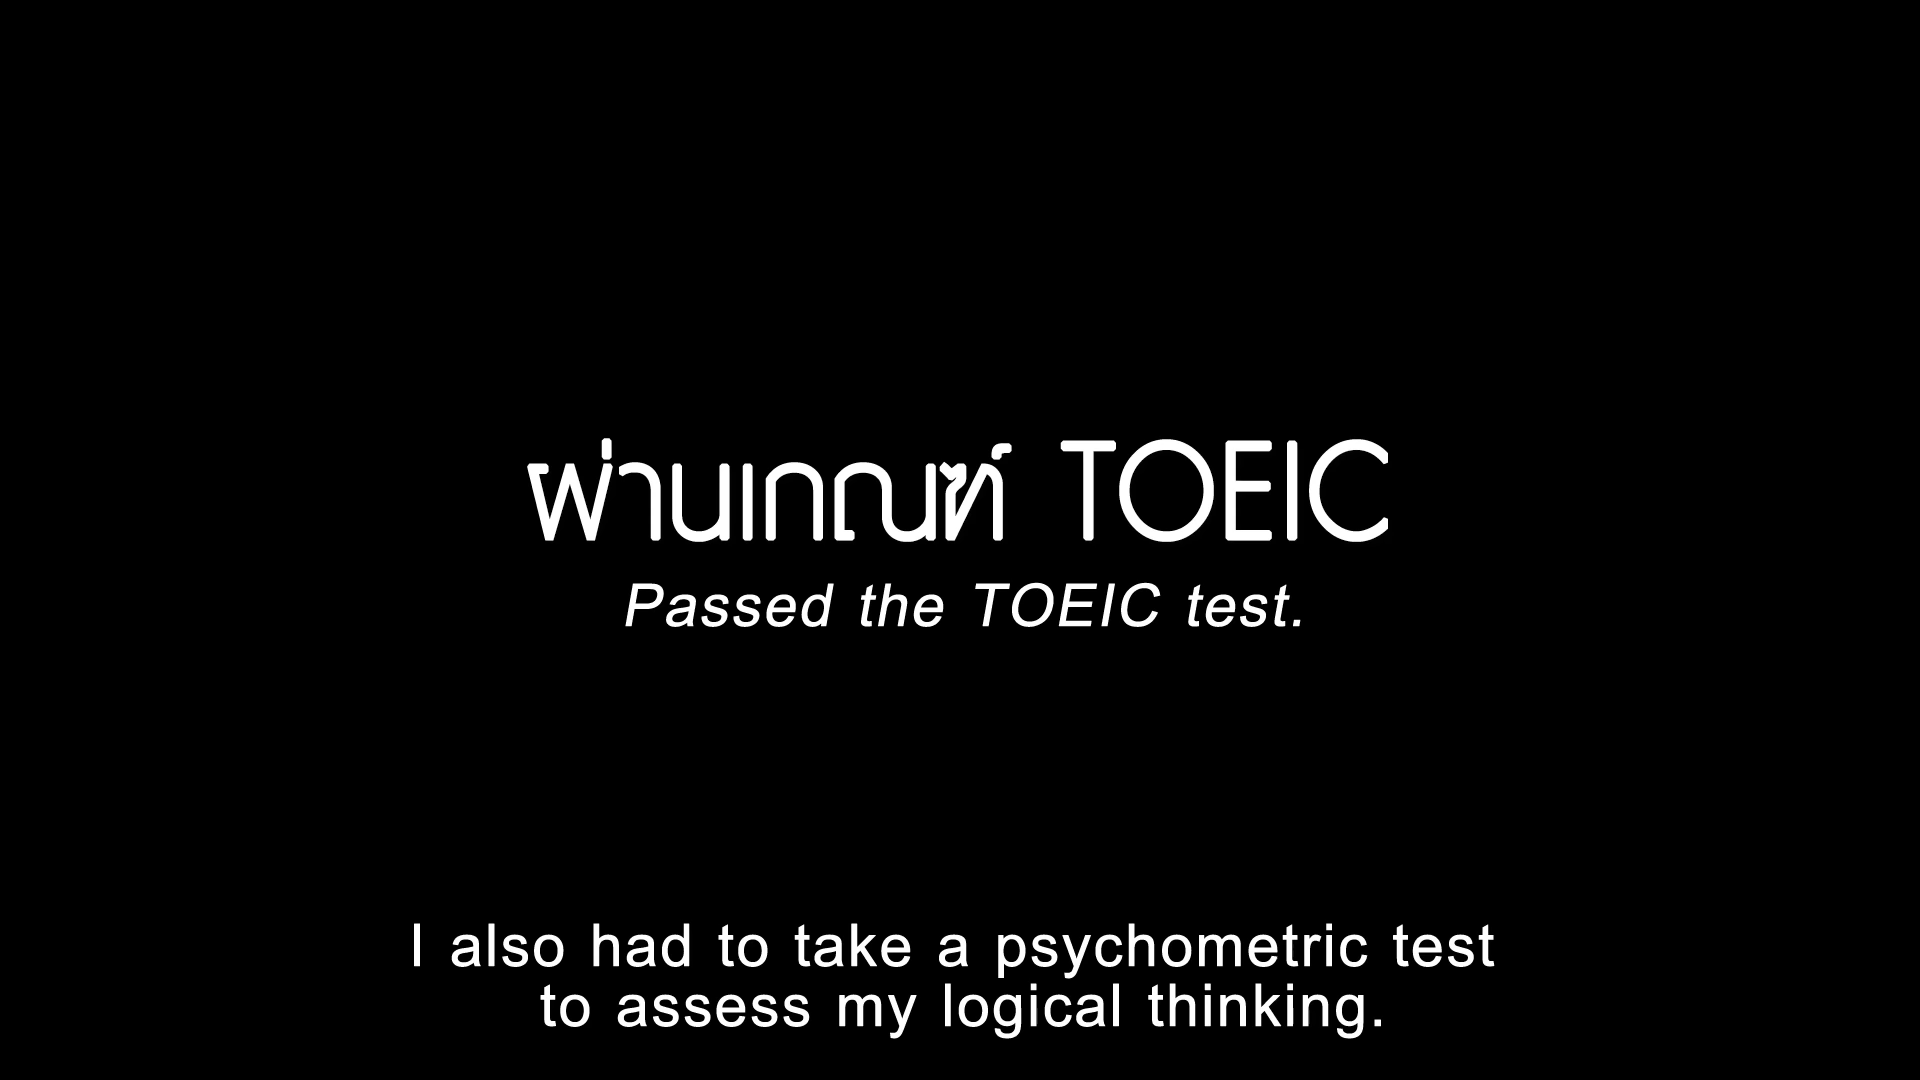 ผ่านเกณฑ์ TOEIC
Passed the TOEIC test.
I also had to take a psychometric test
to assess my logical thinking.